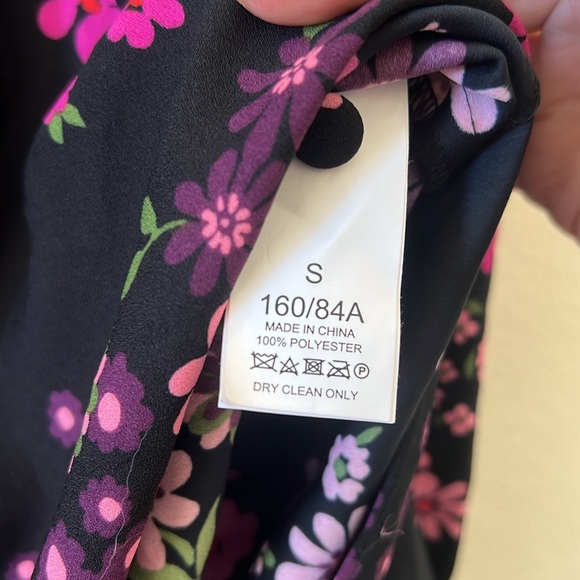 S
160/84A
MADE IN CHINA
100% POLYESTER
P
DRY CLEAN ONLY